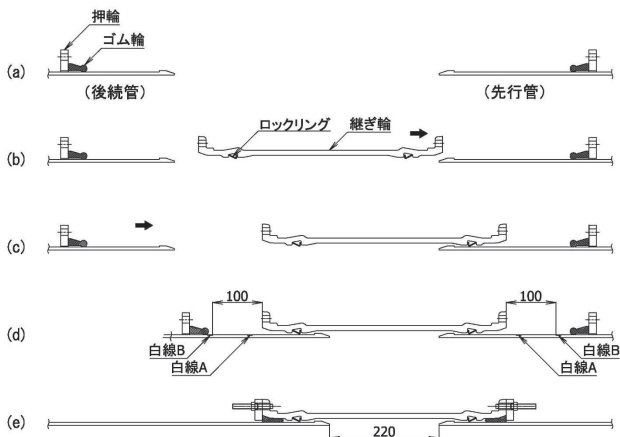 押輪
ゴム輪
(a)
(後続管)
(先行管)
ロックリング
継ぎ輪
(b)
(c)
100
100
(d)
白線B
白線A
白線A
白線B
(e)
220